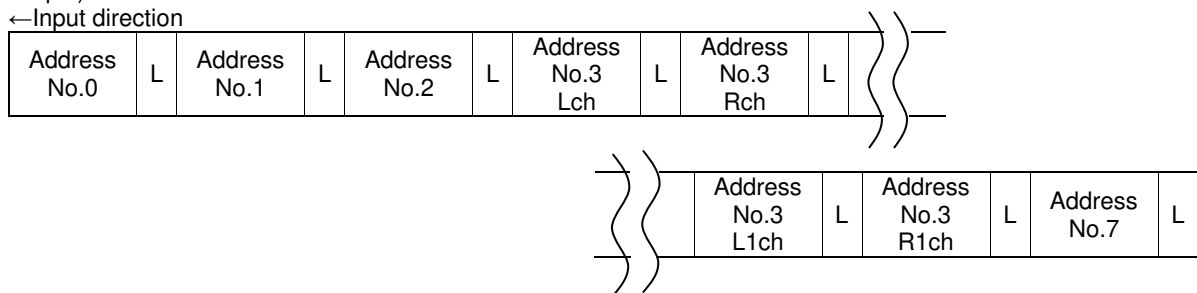 ←Input direction
Address No.0
L
Address No.1
L
Address No.2
L
Address No.3 Lch
L
Address No.3 Rch
L
Address No.3 L1ch
L
Address No.3 R1ch
L
Address No.7
L